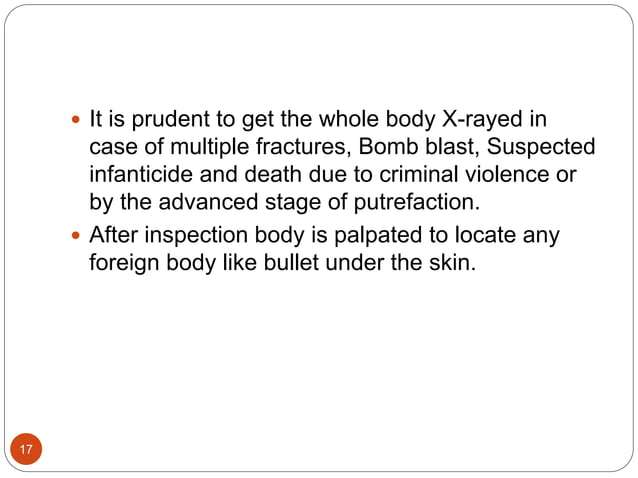 It is prudent to get the whole body X-rayed in
case of multiple fractures, Bomb blast, Suspected
infanticide and death due to criminal violence or
by the advanced stage of putrefaction.
After inspection body is palpated to locate any
foreign body like bullet under the skin.
17